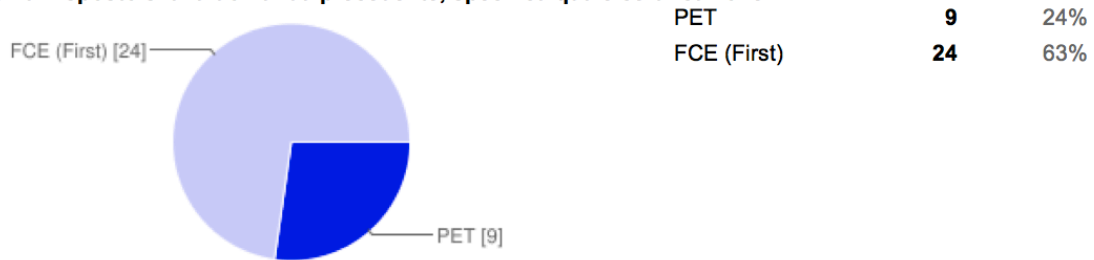 PET 9 24%
FCE (First) [24]
FCE (First) 24 63%
PET [9]